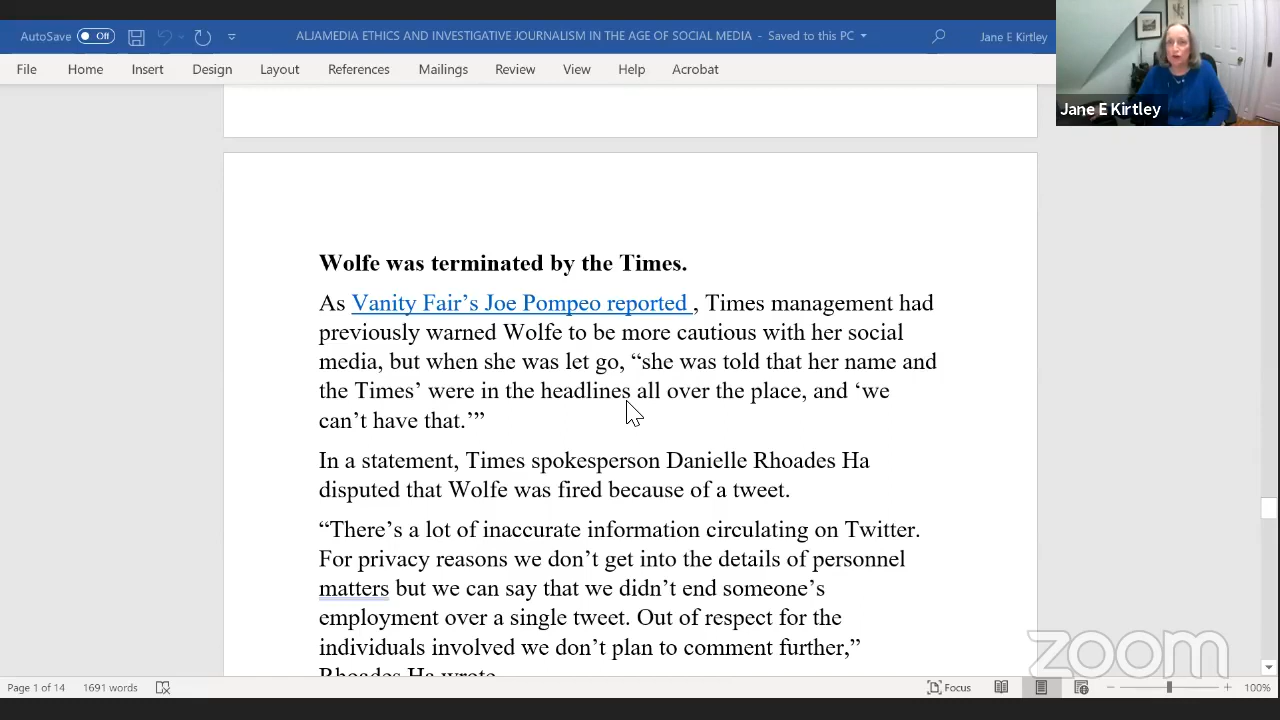 AutoSave Off
ALJAMEDIA ETHICS AND INVESTIGATIVE JOURNALISM IN THE AGE OF SOCIAL MEDIA - Saved to this PC
Jane E Kirtley
File Home Insert Design Layout References Mailings Review View Help Acrobat
Jane E Kirtley
Wolfe was terminated by the Times.
As Vanity Fair’s Joe Pompeo reported , Times management had
previously warned Wolfe to be more cautious with her social
media, but when she was let go, “she was told that her name and
the Times’ were in the headlines all over the place, and ‘we
can’t have that.’”
In a statement, Times spokesperson Danielle Rhoades Ha
disputed that Wolfe was fired because of a tweet.
“There’s a lot of inaccurate information circulating on Twitter.
For privacy reasons we don’t get into the details of personnel
matters but we can say that we didn’t end someone’s
employment over a single tweet. Out of respect for the
individuals involved we don’t plan to comment further,”
Rhoades Ha wrote
zoom
Page 1 of 14 1691 words
Focus
100%